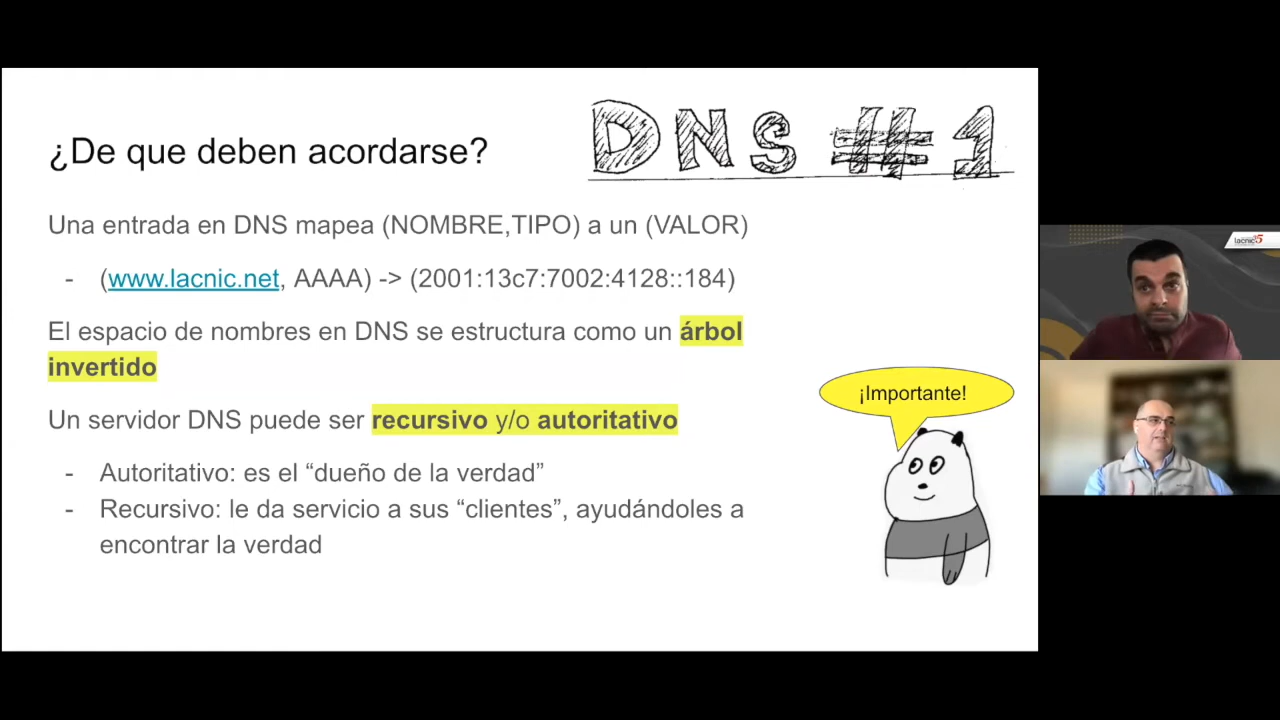 DNS #1
¿De que deben acordarse?
Una entrada en DNS mapea (NOMBRE,TIPO) a un (VALOR)
- (www.lacnic.net, AAAA) -> (2001:13c7:7002:4128::184)
El espacio de nombres en DNS se estructura como un árbol
invertido
Un servidor DNS puede ser recursivo y/o autoritativo
- Autoritativo: es el “dueño de la verdad”
- Recursivo: le da servicio a sus “clientes”, ayudándoles a
encontrar la verdad
¡Importante!
lacnic